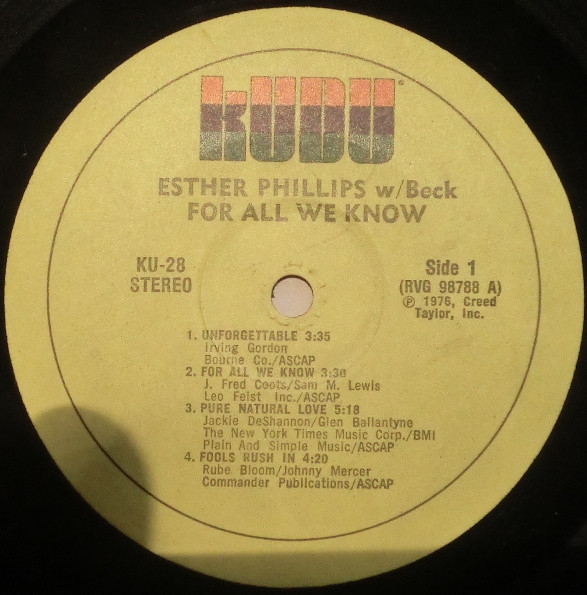 KUDU
ESTHER PHILLIPS w/Beck
FOR ALL WE KNOW
KU-28
STEREO
Side 1
(RVG 98788 A)
℗ 1976, Creed
Taylor, Inc.
1. UNFORGETTABLE 3:35
Irving Gordon
Bourne Co./ASCAP
2. FOR ALL WE KNOW 3:30
J. Fred Coots/Sam M. Lewis
Leo Feist Inc./ASCAP
3. PURE NATURAL LOVE 5:18
Jackie DeShannon/Glen Ballantyne
The New York Times Music Corp./BMI
Plain And Simple Music/ASCAP
4. FOOLS RUSH IN 4:20
Rube Bloom/Johnny Mercer
Commander Publications/ASCAP